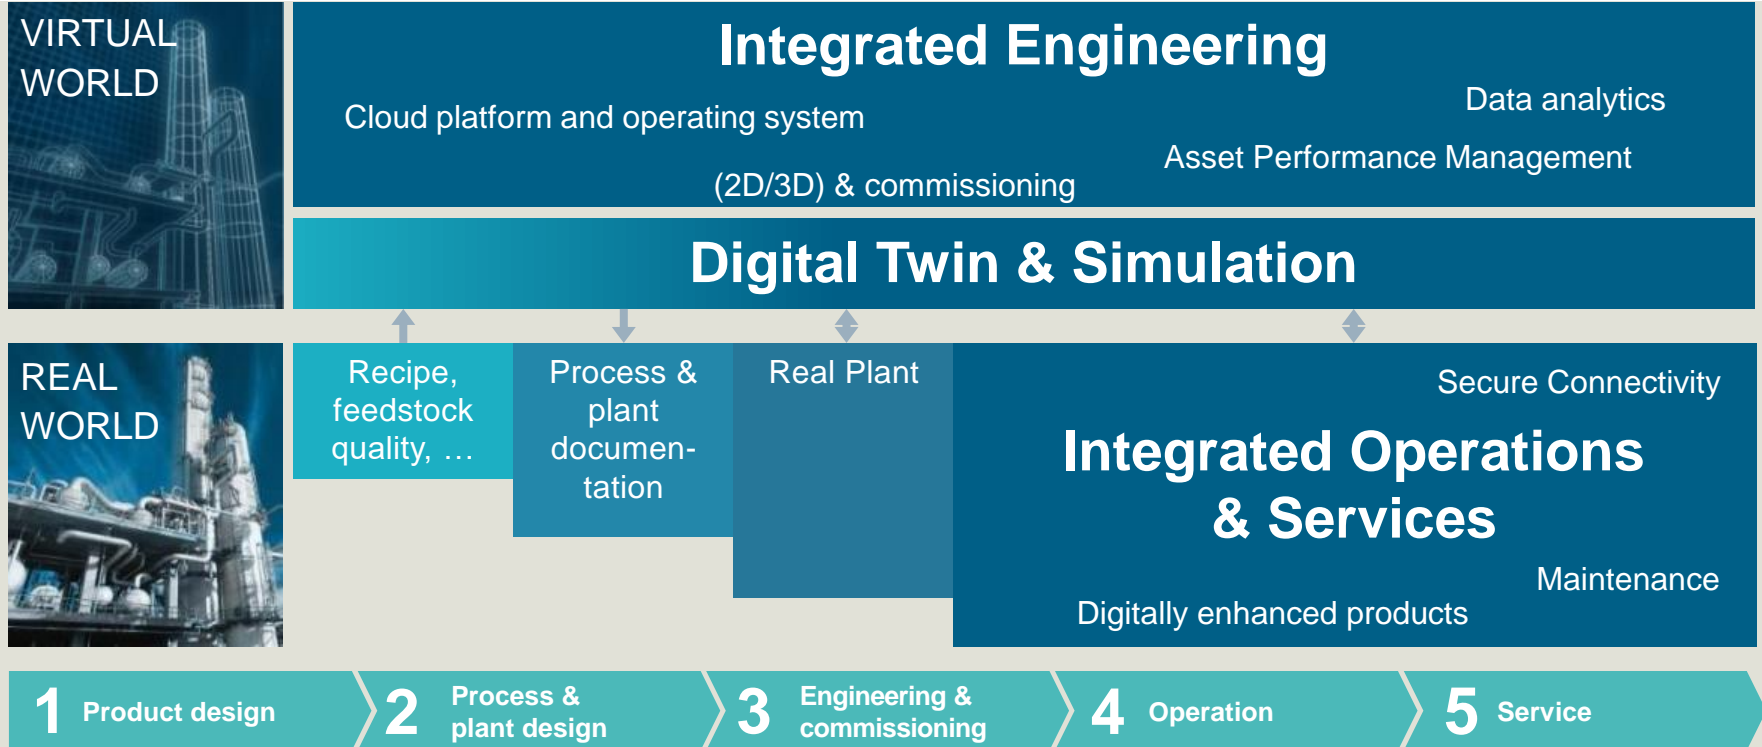 VIRTUAL
WORLD
Integrated Engineering
Data analytics
Cloud platform and operating system
Asset Performance Management
(2D/3D) & commissioning
Digital Twin & Simulation
REAL
WORLD
Recipe,
feedstock
quality, …
Process &
plant
documen-
tation
Real Plant
Secure Connectivity
Integrated Operations
& Services
Maintenance
Digitally enhanced products
1 Product design
2 Process &
plant design
3 Engineering &
commissioning
4 Operation
5 Service